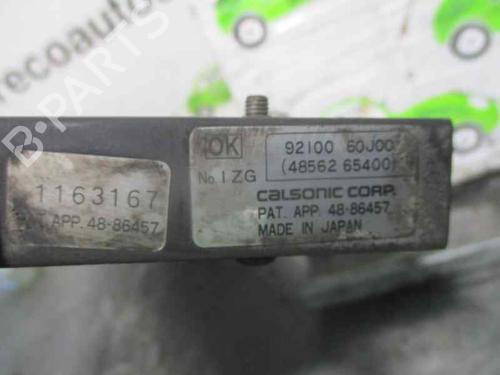 recoauto
B-PARTS
OK
92100 60J00
No. I ZG
(48562 65400)
calsonic corp.
PAT. APP. 48-86457
MADE IN JAPAN
1163167
PAT. APP. 48-86457